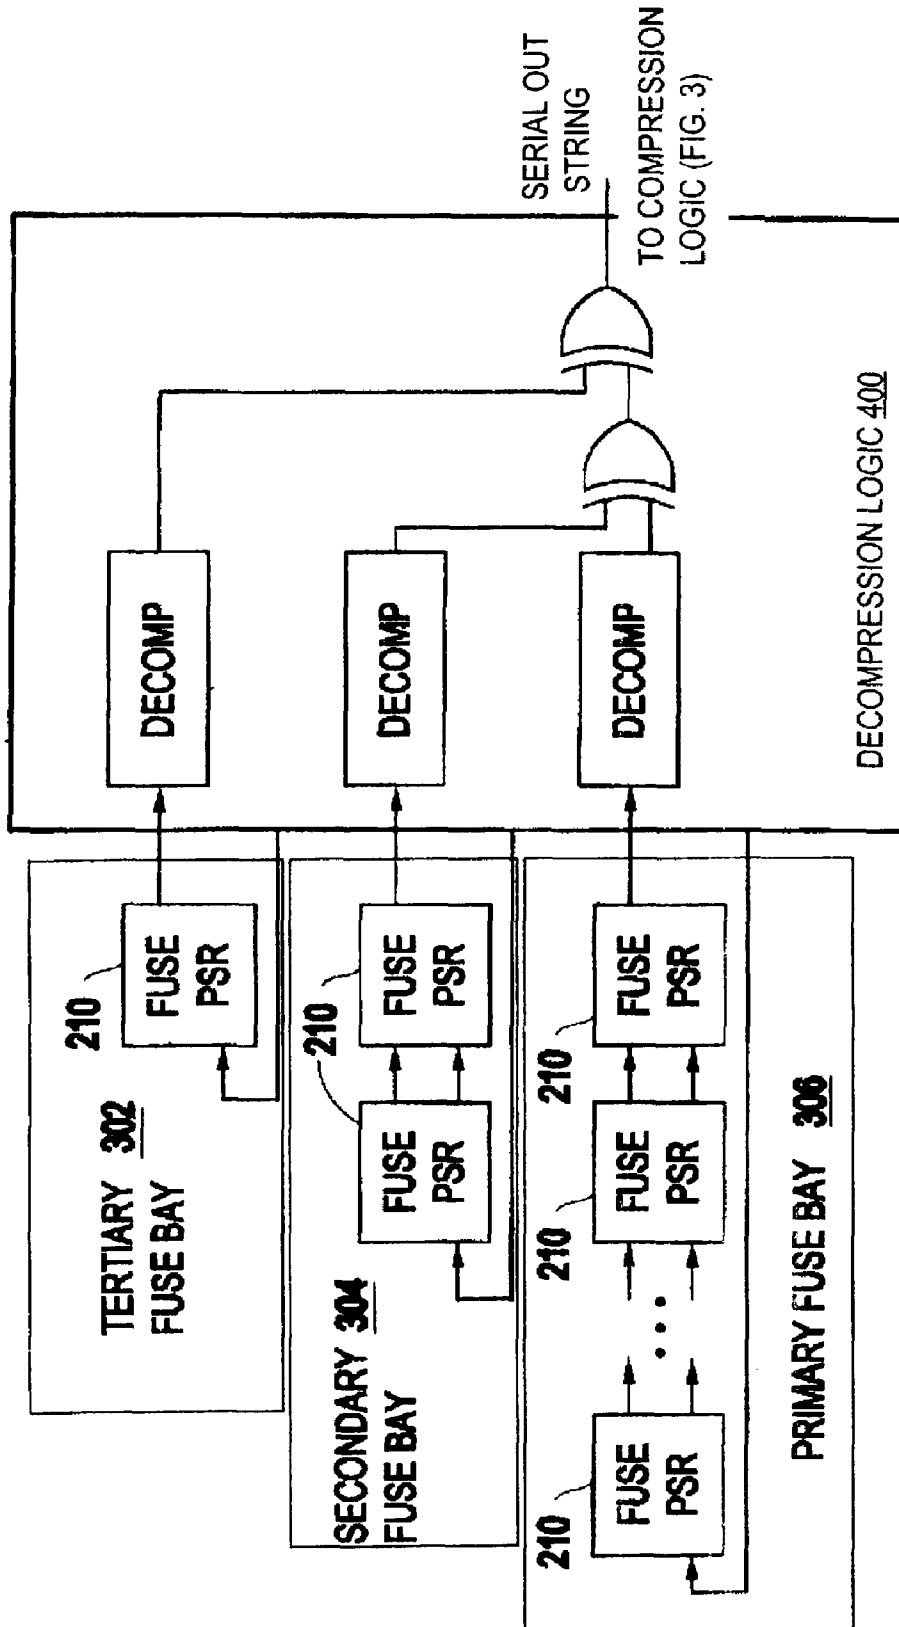 TERTIARY 302
FUSE BAY
210
FUSE
PSR
DECOMP
SECONDARY 304
FUSE BAY
210
FUSE
PSR
FUSE
PSR
DECOMP
210
FUSE
PSR
210
FUSE
PSR
210
FUSE
PSR
DECOMP
PRIMARY FUSE BAY 306
DECOMPRESSION LOGIC 400
SERIAL OUT
STRING
TO COMPRESSION
LOGIC (FIG. 3)